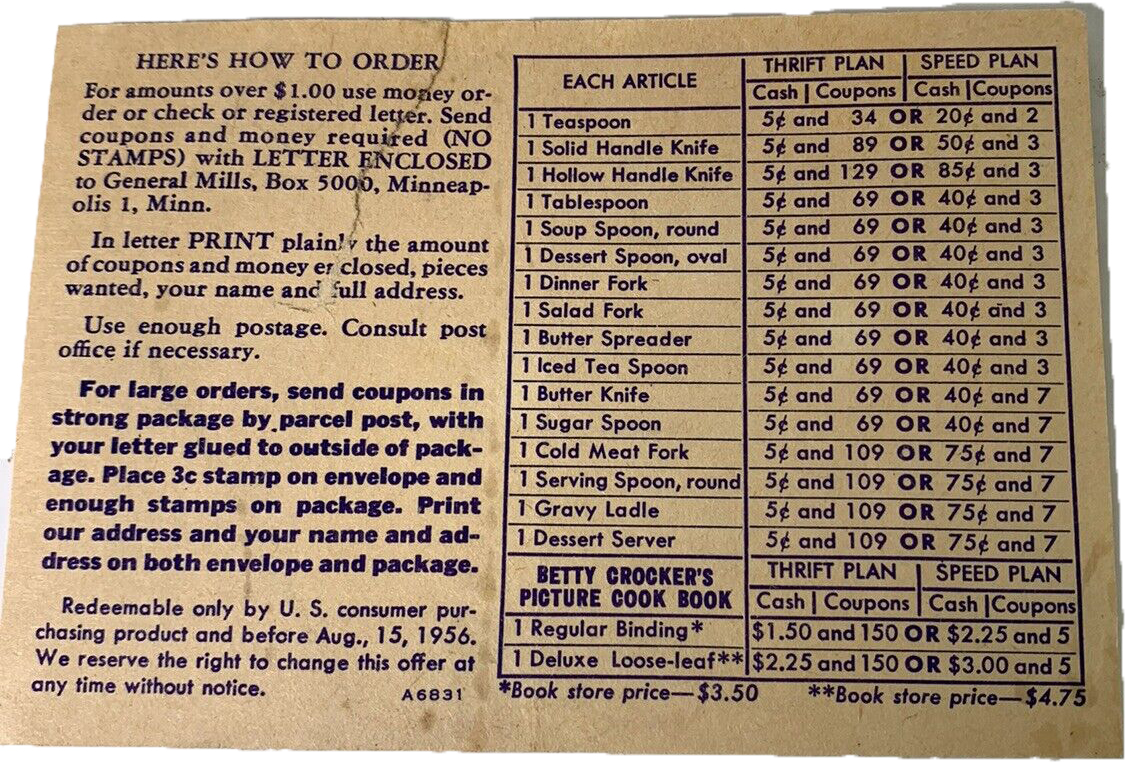 HERE'S HOW TO ORDER
For amounts over $1.00 use money or-
der or check or registered letter. Send
coupons and money required (NO
STAMPS) with LETTER ENCLOSED
to General Mills, Box 5000, Minneap-
olis 1, Minn.
In letter PRINT plainly the amount
of coupons and money enclosed, pieces
wanted, your name and full address.
Use enough postage. Consult post
office if necessary.
For large orders, send coupons in
strong package by parcel post, with
your letter glued to outside of pack-
age. Place 3c stamp on envelope and
enough stamps on package. Print
our address and your name and ad-
dress on both envelope and package.
Redeemable only by U. S. consumer pur-
chasing product and before Aug., 15, 1956.
We reserve the right to change this offer at
any time without notice. A6831
EACH ARTICLE THRIFT PLAN SPEED PLAN
Cash | Coupons Cash | Coupons
1 Teaspoon 5¢ and 34 OR 20¢ and 2
1 Solid Handle Knife 5¢ and 89 OR 50¢ and 3
1 Hollow Handle Knife 5¢ and 129 OR 85¢ and 3
1 Tablespoon 5¢ and 69 OR 40¢ and 3
1 Soup Spoon, round 5¢ and 69 OR 40¢ and 3
1 Dessert Spoon, oval 5¢ and 69 OR 40¢ and 3
1 Dinner Fork 5¢ and 69 OR 40¢ and 3
1 Salad Fork 5¢ and 69 OR 40¢ and 3
1 Butter Spreader 5¢ and 69 OR 40¢ and 3
1 Iced Tea Spoon 5¢ and 69 OR 40¢ and 3
1 Butter Knife 5¢ and 69 OR 40¢ and 7
1 Sugar Spoon 5¢ and 69 OR 40¢ and 7
1 Cold Meat Fork 5¢ and 109 OR 75¢ and 7
1 Serving Spoon, round 5¢ and 109 OR 75¢ and 7
1 Gravy Ladle 5¢ and 109 OR 75¢ and 7
1 Dessert Server 5¢ and 109 OR 75¢ and 7
BETTY CROCKER'S THRIFT PLAN SPEED PLAN
PICTURE COOK BOOK Cash | Coupons Cash | Coupons
1 Regular Binding* $1.50 and 150 OR $2.25 and 5
1 Deluxe Loose-leaf** $2.25 and 150 OR $3.00 and 5
*Book store price—$3.50 **Book store price—$4.75